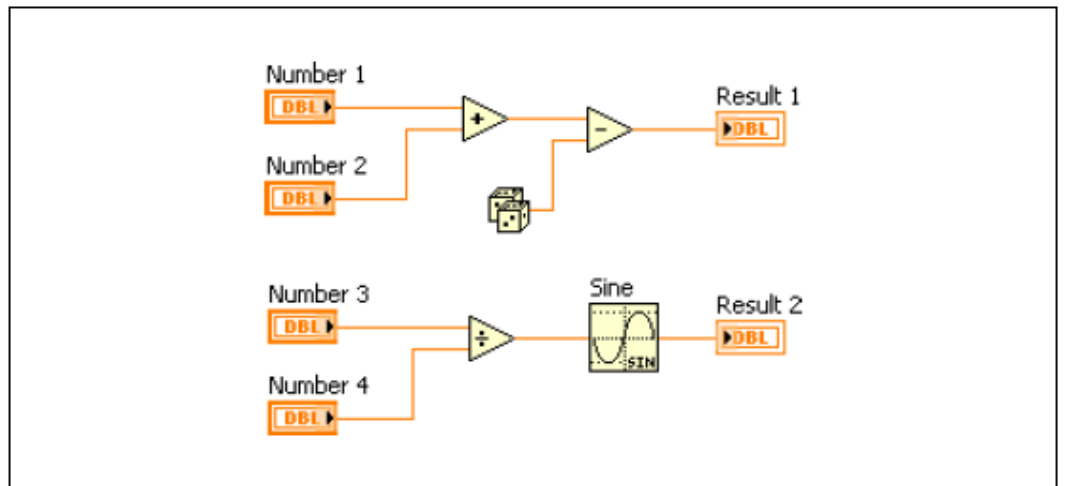 Number 1
DBL
+
-
Result 1
DBL
Number 2
DBL
Number 3
DBL
÷
Sine
SIN
Result 2
DBL
Number 4
DBL